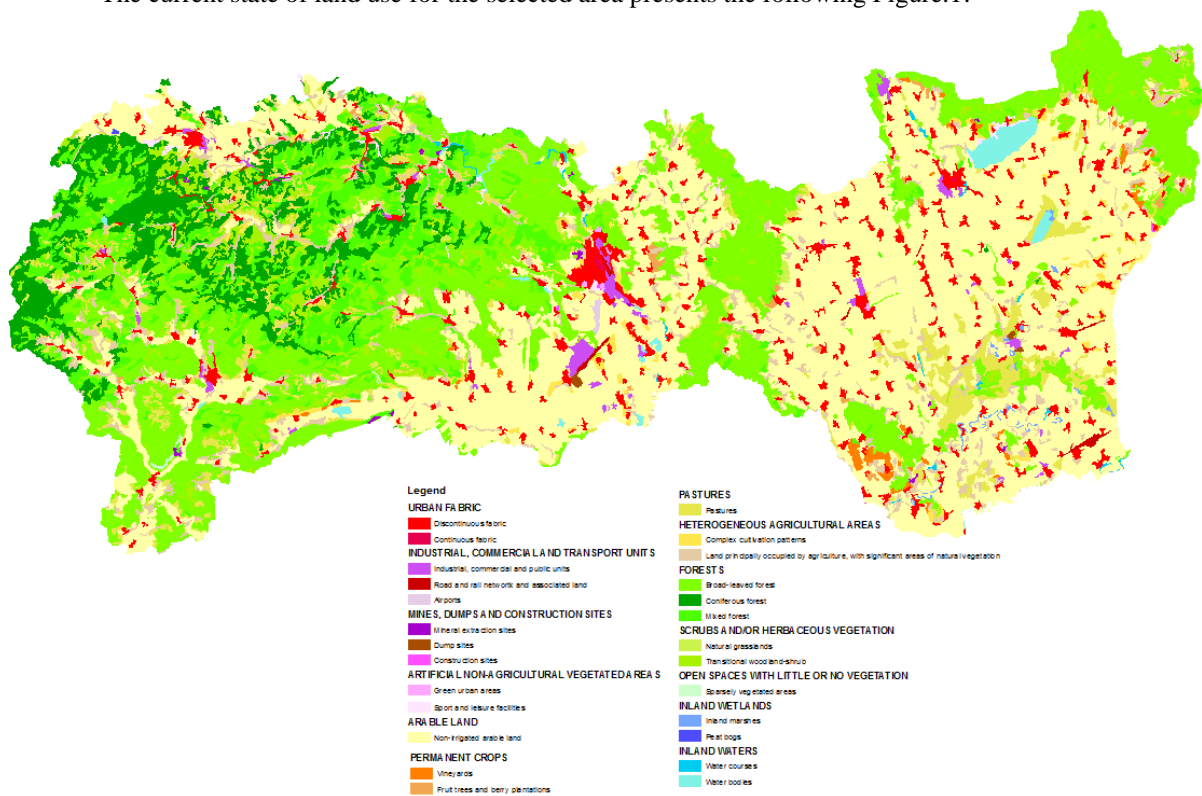 The current state of land use for the selected area presents the following Figure.1.
Legend
URBAN FABRIC
Discontinuous fabric
Continuous fabric
INDUSTRIAL, COMMERCIAL AND TRANSPORT UNITS
Industrial, commercial and public units
Road and rail network and associated land
Airports
MINES, DUMPS AND CONSTRUCTION SITES
Mineral extraction sites
Dump sites
Construction sites
ARTIFICIAL NON-AGRICULTURAL VEGETATED AREAS
Green urban areas
Sport and leisure facilities
ARABLE LAND
Non-irrigated arable land
PERMANENT CROPS
Vineyards
Fruit trees and berry plantations
PASTURES
Pastures
HETEROGENEOUS AGRICULTURAL AREAS
Complex cultivation patterns
Land principally occupied by agriculture, with significant areas of natural vegetation
FORESTS
Broad-leaved forest
Coniferous forest
Mixed forest
SCRUBS AND/OR HERBACEOUS VEGETATION
Natural grasslands
Transitional woodland-shrub
OPEN SPACES WITH LITTLE OR NO VEGETATION
Sparsely vegetated areas
INLAND WETLANDS
Inland marshes
Peat bogs
INLAND WATERS
Water courses
Water bodies